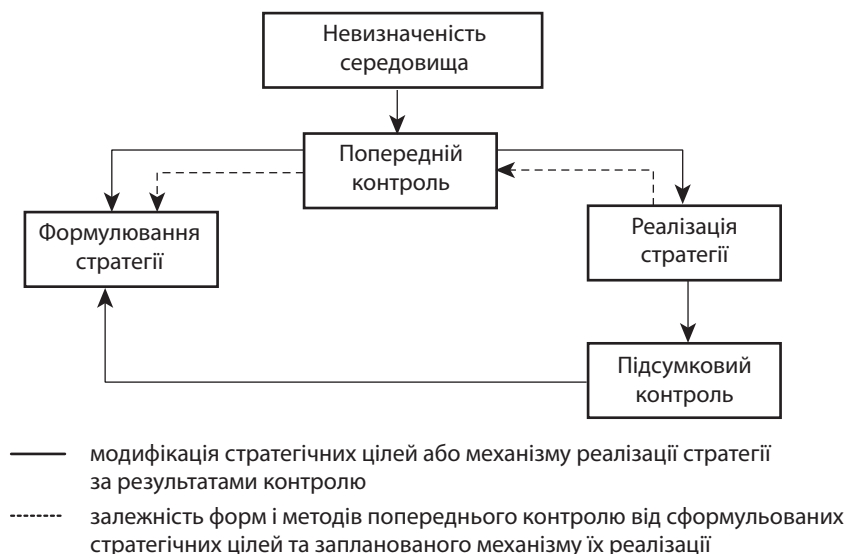 Невизначеність
середовища
Попередній
контроль
Формулювання
стратегії
Реалізація
стратегії
Підсумковий
контроль
модифікація стратегічних цілей або механізму реалізації стратегії
за результатами контролю
залежність форм і методів попереднього контролю від сформульованих
стратегічних цілей та запланованого механізму їх реалізації